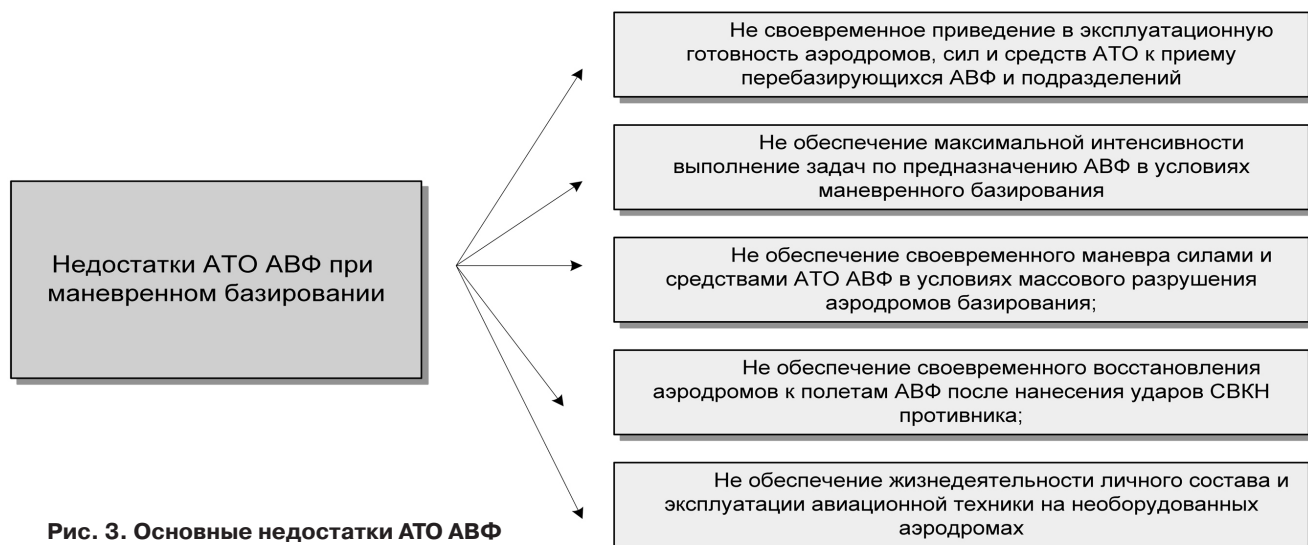 Недостатки АТО АВФ при
маневренном базировании
Не своевременное приведение в эксплуатационную
готовность аэродромов, сил и средств АТО к приему
перебазирующихся АВФ и подразделений
Не обеспечение максимальной интенсивности
выполнение задач по предназначению АВФ в условиях
маневренного базирования
Не обеспечение своевременного маневра силами и
средствами АТО АВФ в условиях массового разрушения
аэродромов базирования;
Не обеспечение своевременного восстановления
аэродромов к полетам АВФ после нанесения ударов СВКН
противника;
Не обеспечение жизнедеятельности личного состава и
эксплуатации авиационной техники на необорудованных
аэродромах
Рис. 3. Основные недостатки АТО АВФ